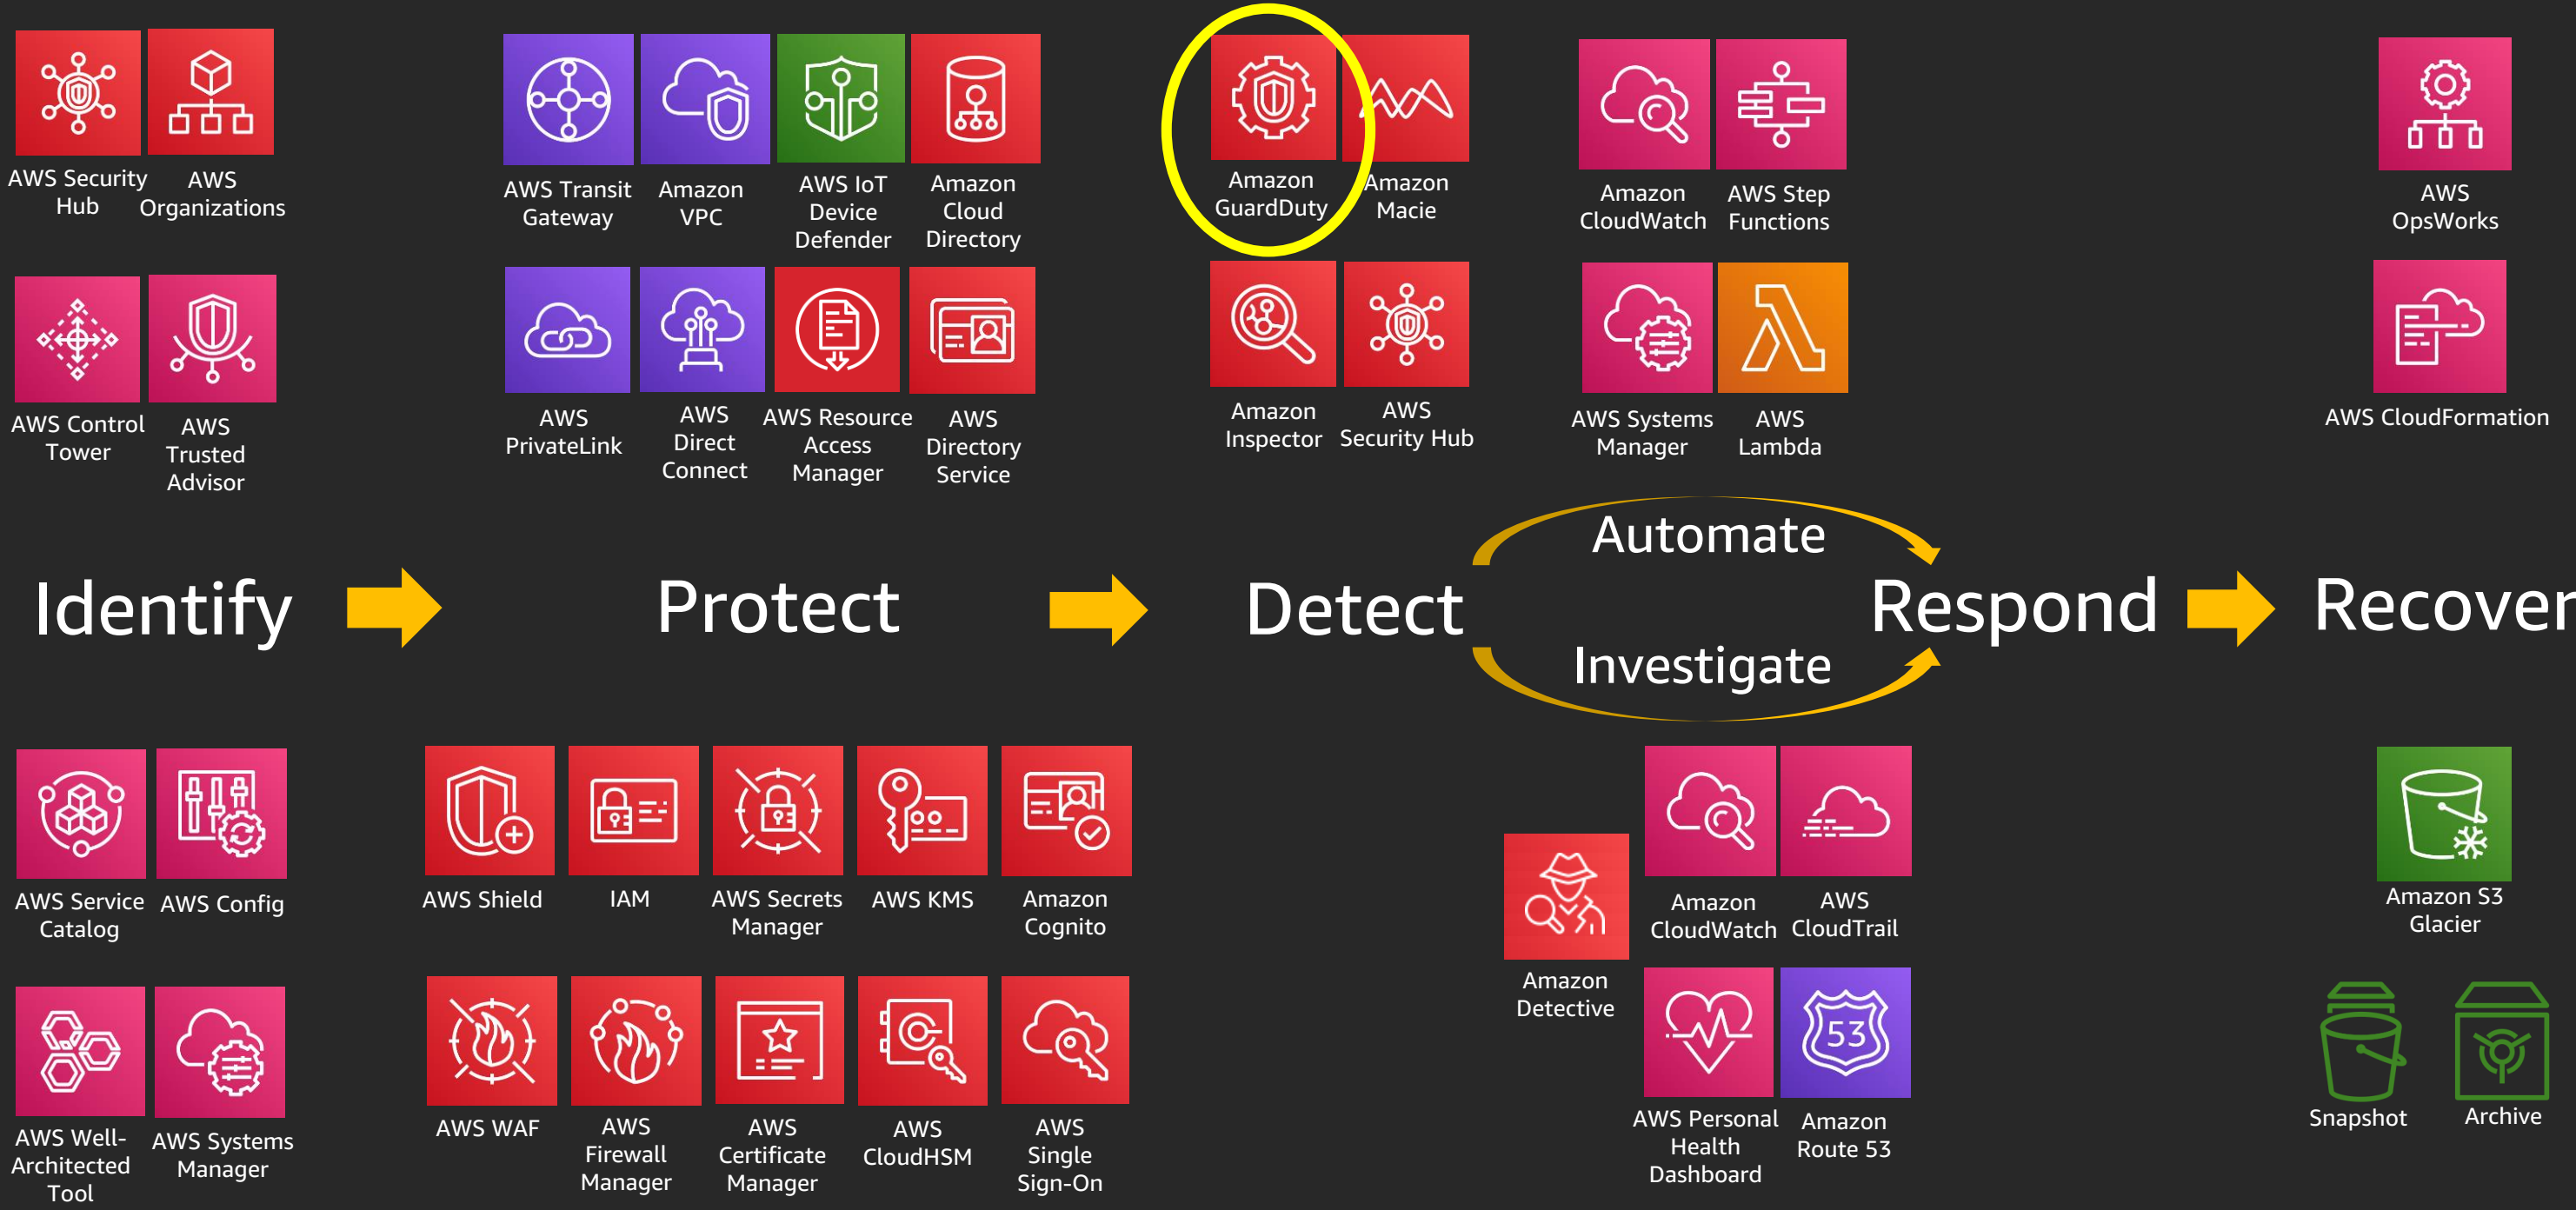 AWS Security
Hub
AWS
Organizations
AWS Transit
Gateway
Amazon
VPC
AWS IoT
Device
Defender
Amazon
Cloud
Directory
Amazon
GuardDuty
Amazon
Macie
Amazon
CloudWatch
AWS Step
Functions
AWS
OpsWorks
AWS Control
Tower
AWS
Trusted
Advisor
AWS
PrivateLink
AWS
Direct
Connect
AWS Resource
Access
Manager
AWS
Directory
Service
Amazon
Inspector
AWS
Security Hub
AWS Systems
Manager
AWS
Lambda
AWS CloudFormation
Identify
Protect
Detect
Automate
Investigate
Respond
Recover
AWS Service
Catalog
AWS Config
AWS Shield
IAM
AWS Secrets
Manager
AWS KMS
Amazon
Cognito
Amazon
Detective
Amazon
CloudWatch
AWS
CloudTrail
Amazon S3
Glacier
AWS Well-
Architected
Tool
AWS Systems
Manager
AWS WAF
AWS
Firewall
Manager
AWS
Certificate
Manager
AWS
CloudHSM
AWS
Single
Sign-On
AWS Personal
Health
Dashboard
53
Amazon
Route 53
Snapshot
Archive